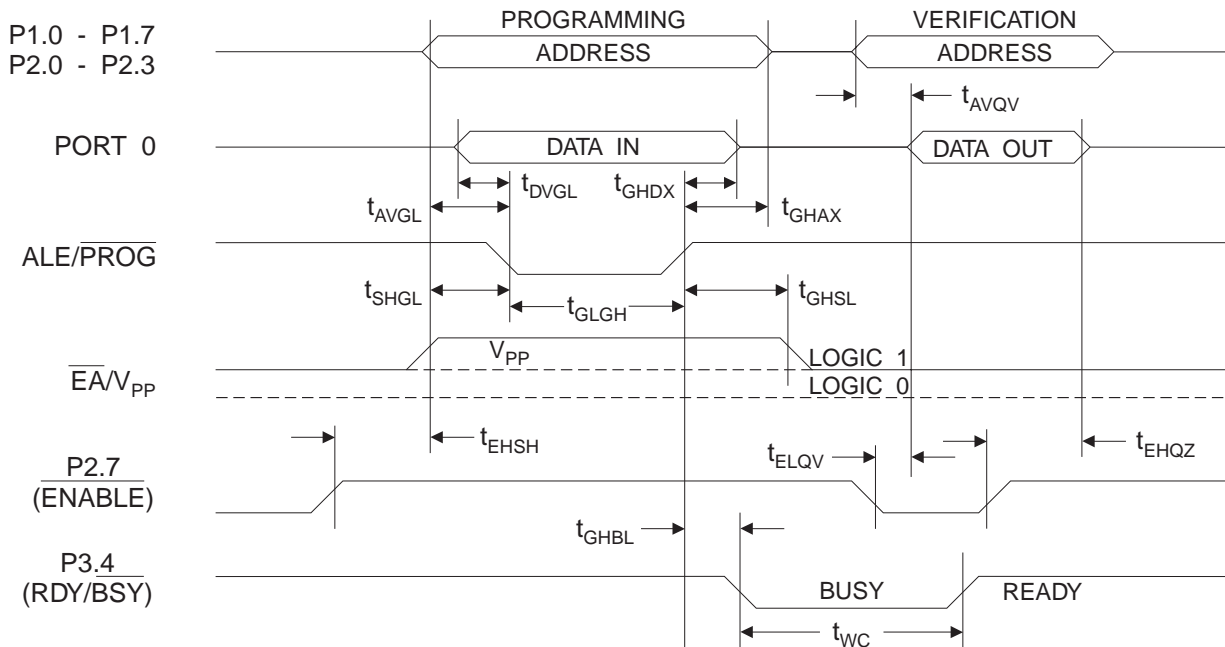 PROGRAMMING
VERIFICATION
P1.0 - P1.7
P2.0 - P2.3
ADDRESS
ADDRESS
tAVQV
PORT 0
DATA IN
DATA OUT
tDVGL
tGHDX
tAVGL
tGHAX
ALE/PROG
tSHGL
tGLGH
tGHSL
VPP
LOGIC 1
EA/VPP
LOGIC 0
tEHSH
tELQV
tEHQZ
P2.7
(ENABLE)
tGHBL
P3.4
(RDY/BSY)
BUSY
READY
tWC